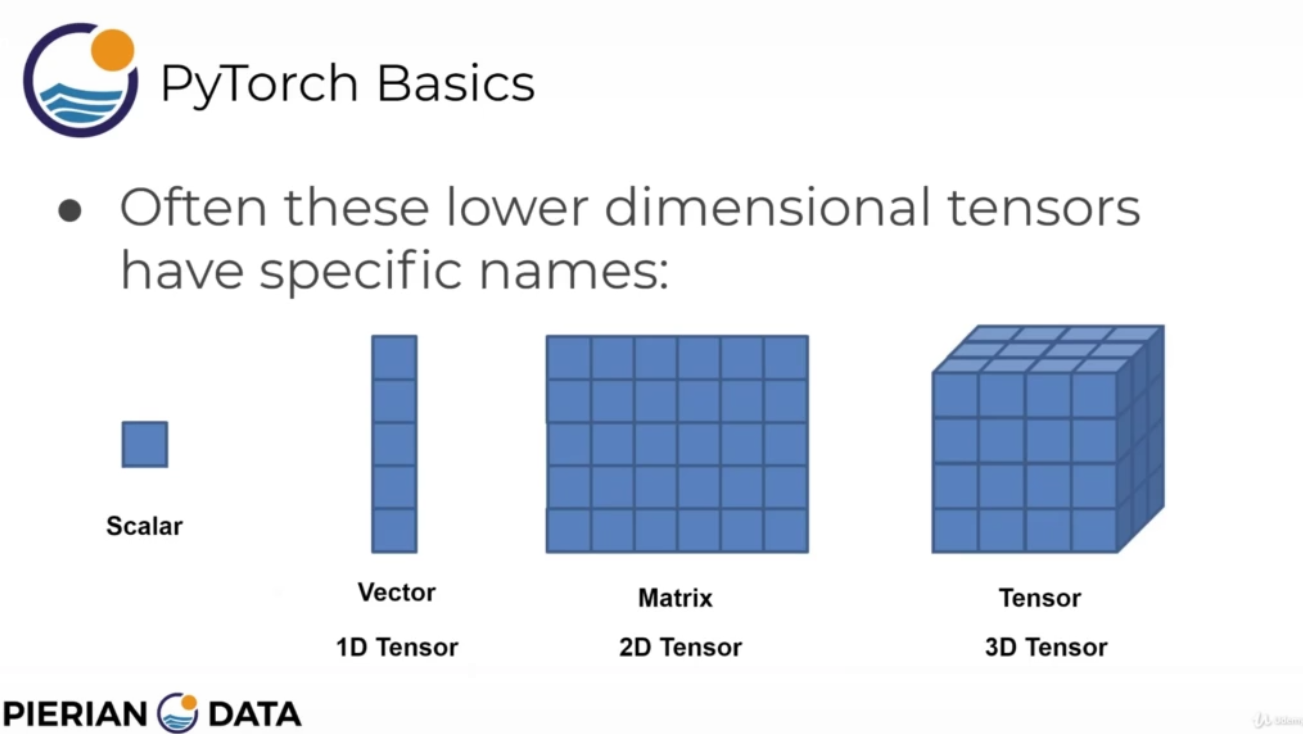 PyTorch Basics
● Often these lower dimensional tensors
have specific names:
Scalar
Vector
1D Tensor
Matrix
2D Tensor
Tensor
3D Tensor
PIERIAN DATA